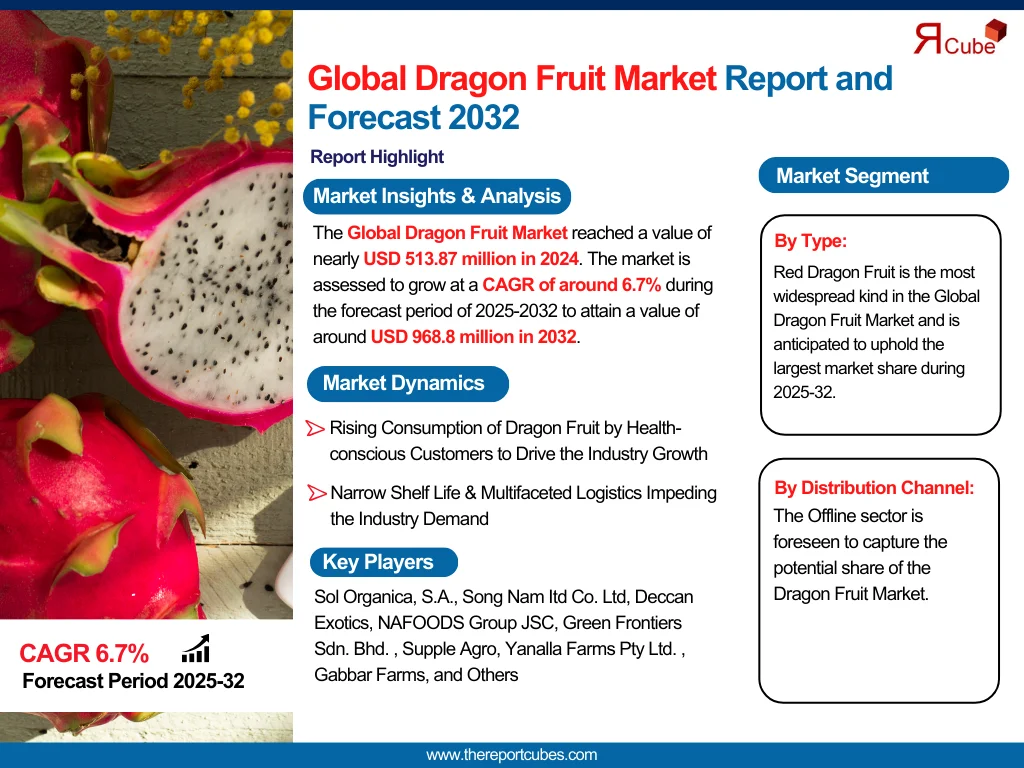 ЯCube
Global Dragon Fruit Market Report and
Forecast 2032
Report Highlight
Market Insights & Analysis
The Global Dragon Fruit Market reached a value of
nearly USD 513.87 million in 2024. The market is
assessed to grow at a CAGR of around 6.7% during
the forecast period of 2025-2032 to attain a value of
around USD 968.8 million in 2032.
Market Dynamics
Rising Consumption of Dragon Fruit by Health-
conscious Customers to Drive the Industry Growth
Narrow Shelf Life & Multifaceted Logistics Impeding
the Industry Demand
Key Players
Sol Organica, S.A., Song Nam Itd Co. Ltd, Deccan
Exotics, NAFOODS Group JSC, Green Frontiers
Sdn. Bhd. , Supple Agro, Yanalla Farms Pty Ltd. ,
Gabbar Farms, and Others
Market Segment
By Type:
Red Dragon Fruit is the most
widespread kind in the Global
Dragon Fruit Market and is
anticipated to uphold the
largest market share during
2025-32.
By Distribution Channel:
The Offline sector is
foreseen to capture the
potential share of the
Dragon Fruit Market.
CAGR 6.7%
Forecast Period 2025-32
www.thereportcubes.com